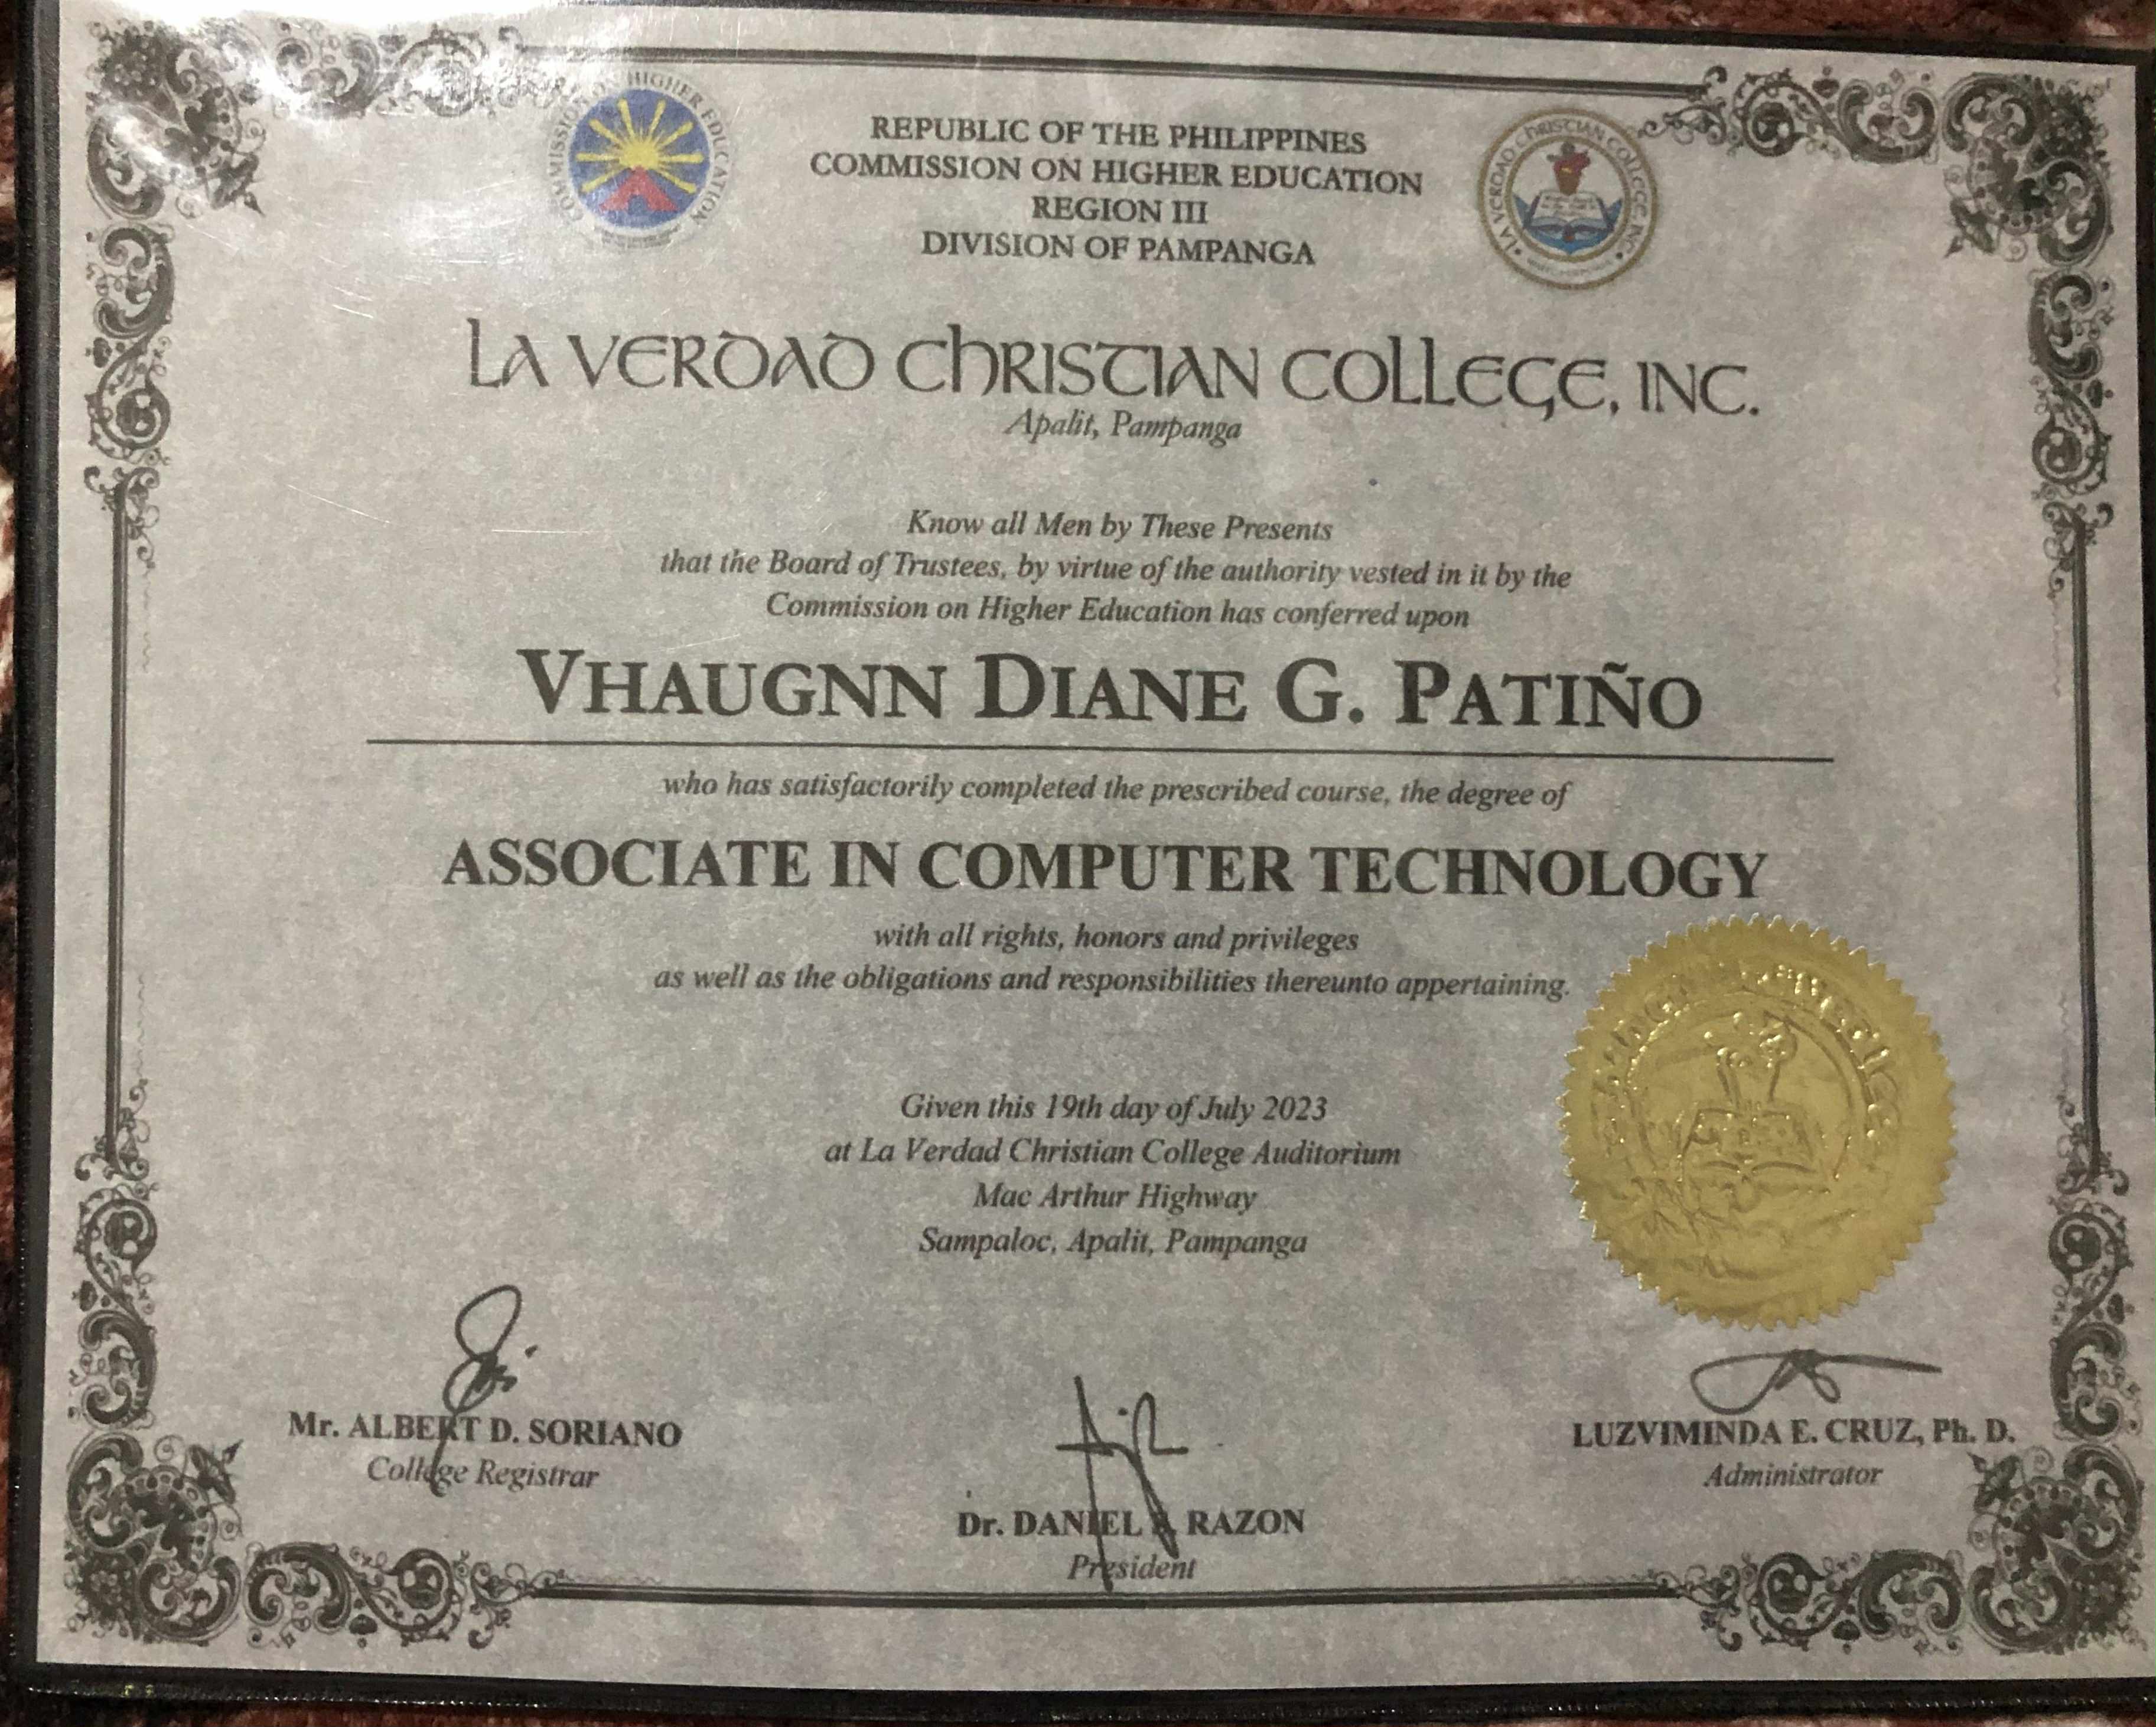 COMMISSION ON HIGHER EDUCATION
REPUBLIC OF THE PHILIPPINES
COMMISSION ON HIGHER EDUCATION
REGION III
DIVISION OF PAMPANGA
LA VERDAD CHRISTIAN COLLEGE, INC.
LA VERDAD CHRISTIAN COLLEGE, INC.
Apalit, Pampanga
Know all Men by These Presents
that the Board of Trustees, by virtue of the authority vested in it by the
Commission on Higher Education has conferred upon
VHAUGNN DIANE G. PATIÑO
who has satisfactorily completed the prescribed course, the degree of
ASSOCIATE IN COMPUTER TECHNOLOGY
with all rights, honors and privileges
as well as the obligations and responsibilities thereunto appertaining.
Given this 19th day of July 2023
at La Verdad Christian College Auditorium
Mac Arthur Highway
Sampaloc, Apalit, Pampanga
Mr. ALBERT D. SORIANO
College Registrar
LUZVIMINDA E. CRUZ, Ph. D.
Administrator
Dr. DANIEL RAZON
President